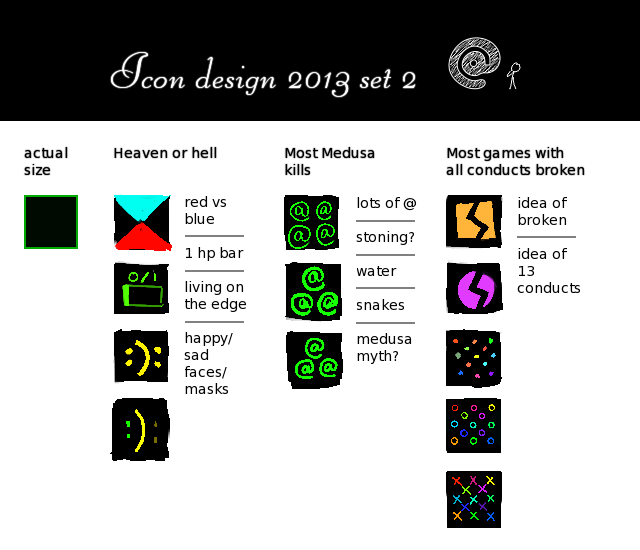 Icon design 2013 set 2
@
actual
size
Heaven or hell
red vs
blue
1 hp bar
living on
the edge
happy/
sad
faces/
masks
0/1
:):
:):
Most Medusa
kills
@ @
@ @
@
@ @
@
@ @
lots of @
stoning?
water
snakes
medusa
myth?
Most games with
all conducts broken
idea of
broken
idea of
13
conducts